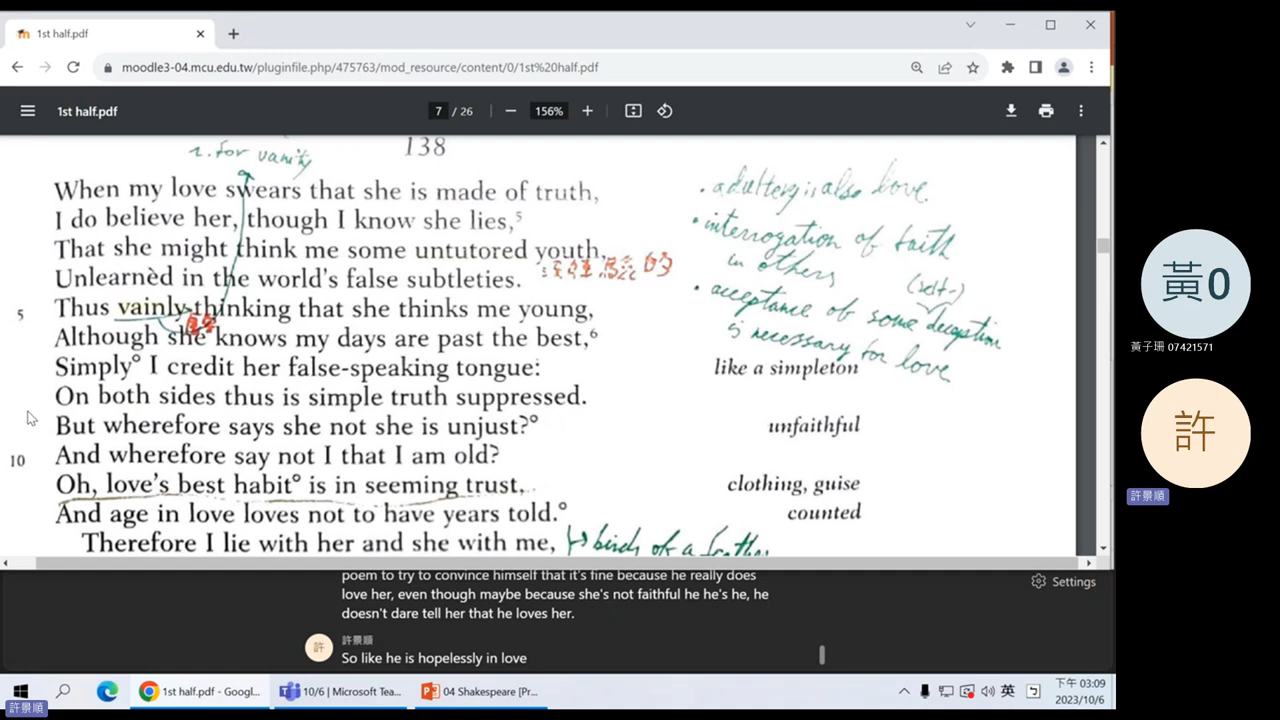 1st half.pdf
moodle3-04.mcu.edu.tw/pluginfile.php/475763/mod_resource/content/0/1st%20half.pdf
1st half.pdf
7 / 26
156%
2. for vanity
138
When my love swears that she is made of truth,
I do believe her, though I know she lies,5
That she might think me some untutored youth,
Unlearnèd in the world's false subtleties.
5 Thus vainly thinking that she thinks me young,
Although she knows my days are past the best,6
Simply° I credit her false-speaking tongue: like a simpleton
On both sides thus is simple truth suppressed.
But wherefore says she not she is unjust?° unfaithful
10 And wherefore say not I that I am old?
Oh, love's best habit° is in seeming trust, clothing, guise
And age in love loves not to have years told.° counted
Therefore I lie with her and she with me,
birds of a feather
• adultery is also love.
• interrogation of faith
in others
(self-)
• acceptance of some deception
is necessary for love
poem to try to convince himself that it's fine because he really does
love her, even though maybe because she's not faithful he he's he, he
doesn't dare tell her that he loves her.
許
許景順
So like he is hopelessly in love
Settings
黃0
黃子珊 07421571
許
許景順
1st half.pdf - Googl...
10/6 | Microsoft Tea...
04 Shakespeare [Pr...
英
下午 03:09
2023/10/6
許景順